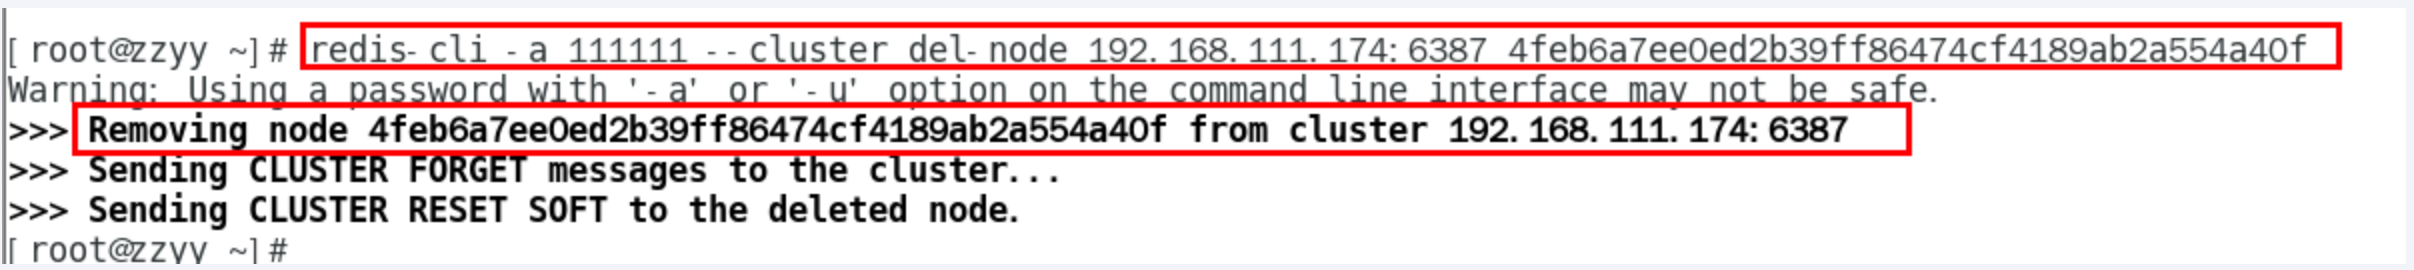 [root@zzyy ~]# redis-cli -a 111111 --cluster del-node 192.168.111.174:6387 4feb6a7ee0ed2b39ff86474cf4189ab2a554a40f
Warning: Using a password with '-a' or '-u' option on the command line interface may not be safe.
>>> Removing node 4feb6a7ee0ed2b39ff86474cf4189ab2a554a40f from cluster 192.168.111.174:6387
>>> Sending CLUSTER FORGET messages to the cluster...
>>> Sending CLUSTER RESET SOFT to the deleted node.
[root@zzyy ~]#